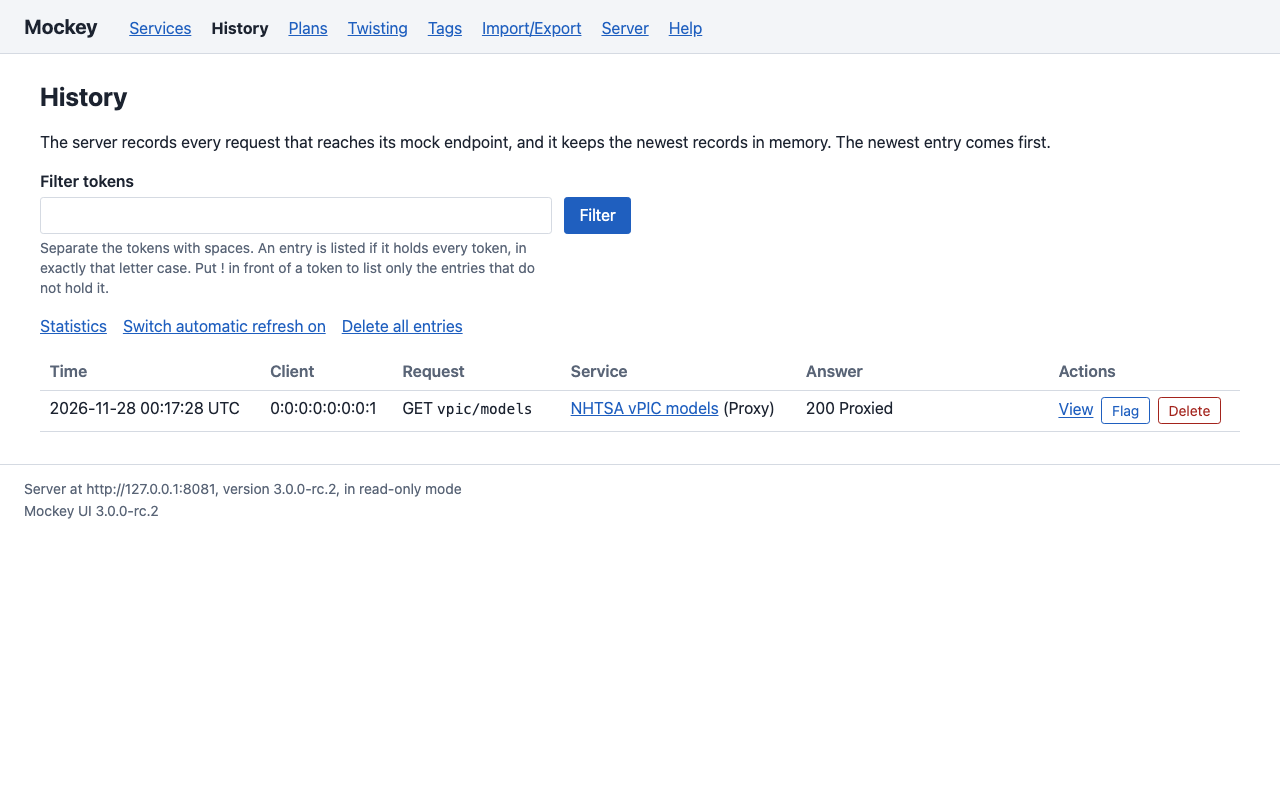 Mockey Services History Plans Twisting Tags Import/Export Server Help
History
The server records every request that reaches its mock endpoint, and it keeps the newest records in memory. The newest entry comes first.
Filter tokens
Filter
Separate the tokens with spaces. An entry is listed if it holds every token, in
exactly that letter case. Put ! in front of a token to list only the entries that do
not hold it.
Statistics Switch automatic refresh on Delete all entries
Time Client Request Service Answer Actions
2026-11-28 00:17:28 UTC 0:0:0:0:0:0:0:1 GET vpic/models NHTSA vPIC models (Proxy) 200 Proxied View Flag Delete
Server at http://127.0.0.1:8081, version 3.0.0-rc.2, in read-only mode
Mockey UI 3.0.0-rc.2